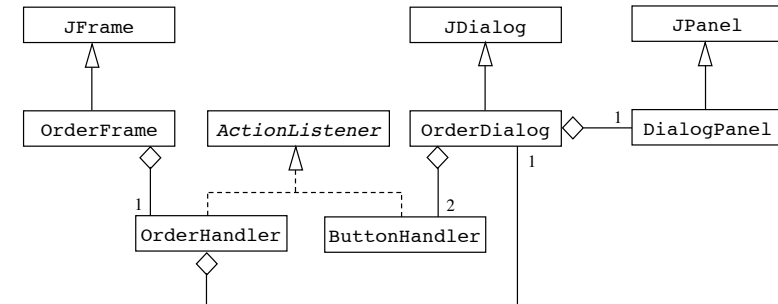 JFrame JDialog JPanel
OrderFrame ActionListener OrderDialog 1 DialogPanel
1
1 2
OrderHandler ButtonHandler